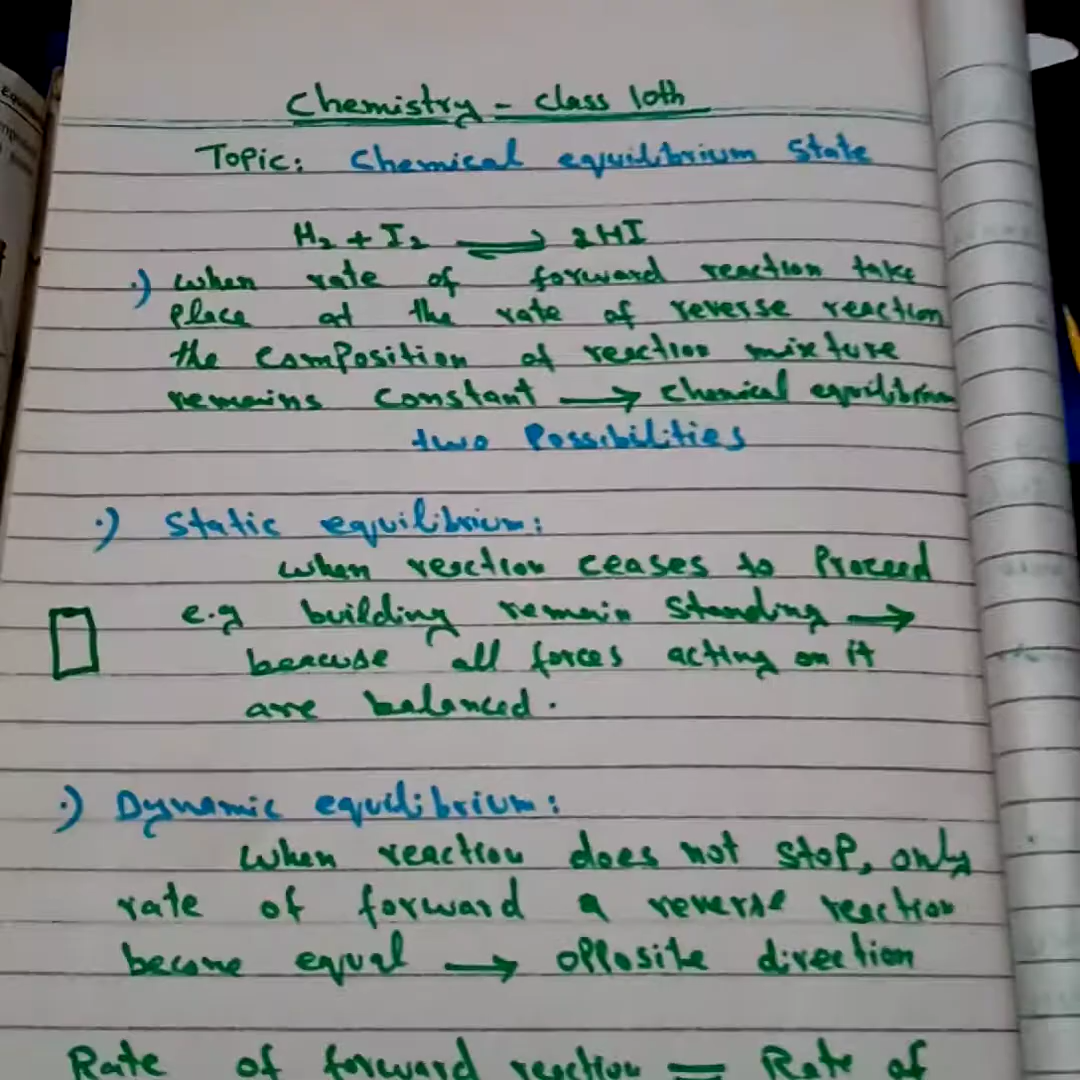 Chemistry - class 10th
Topic: Chemical equilibrium State
H₂ + I₂ ⇌ 2HI
·) when rate of forward reaction take
place at the rate of reverse reaction
the composition of reaction mixture
remains constant → chemical equilibrium
two Possibilities
·) Static equilibrium:
when reaction ceases to Proceed
e.g building remain standing →
beacuse all forces acting on it
are balanced.
·) Dynamic equilibrium:
When reaction does not stop, only
rate of forward & reverse reaction
become equal → opposite direction
Rate of forward reaction = Rate of